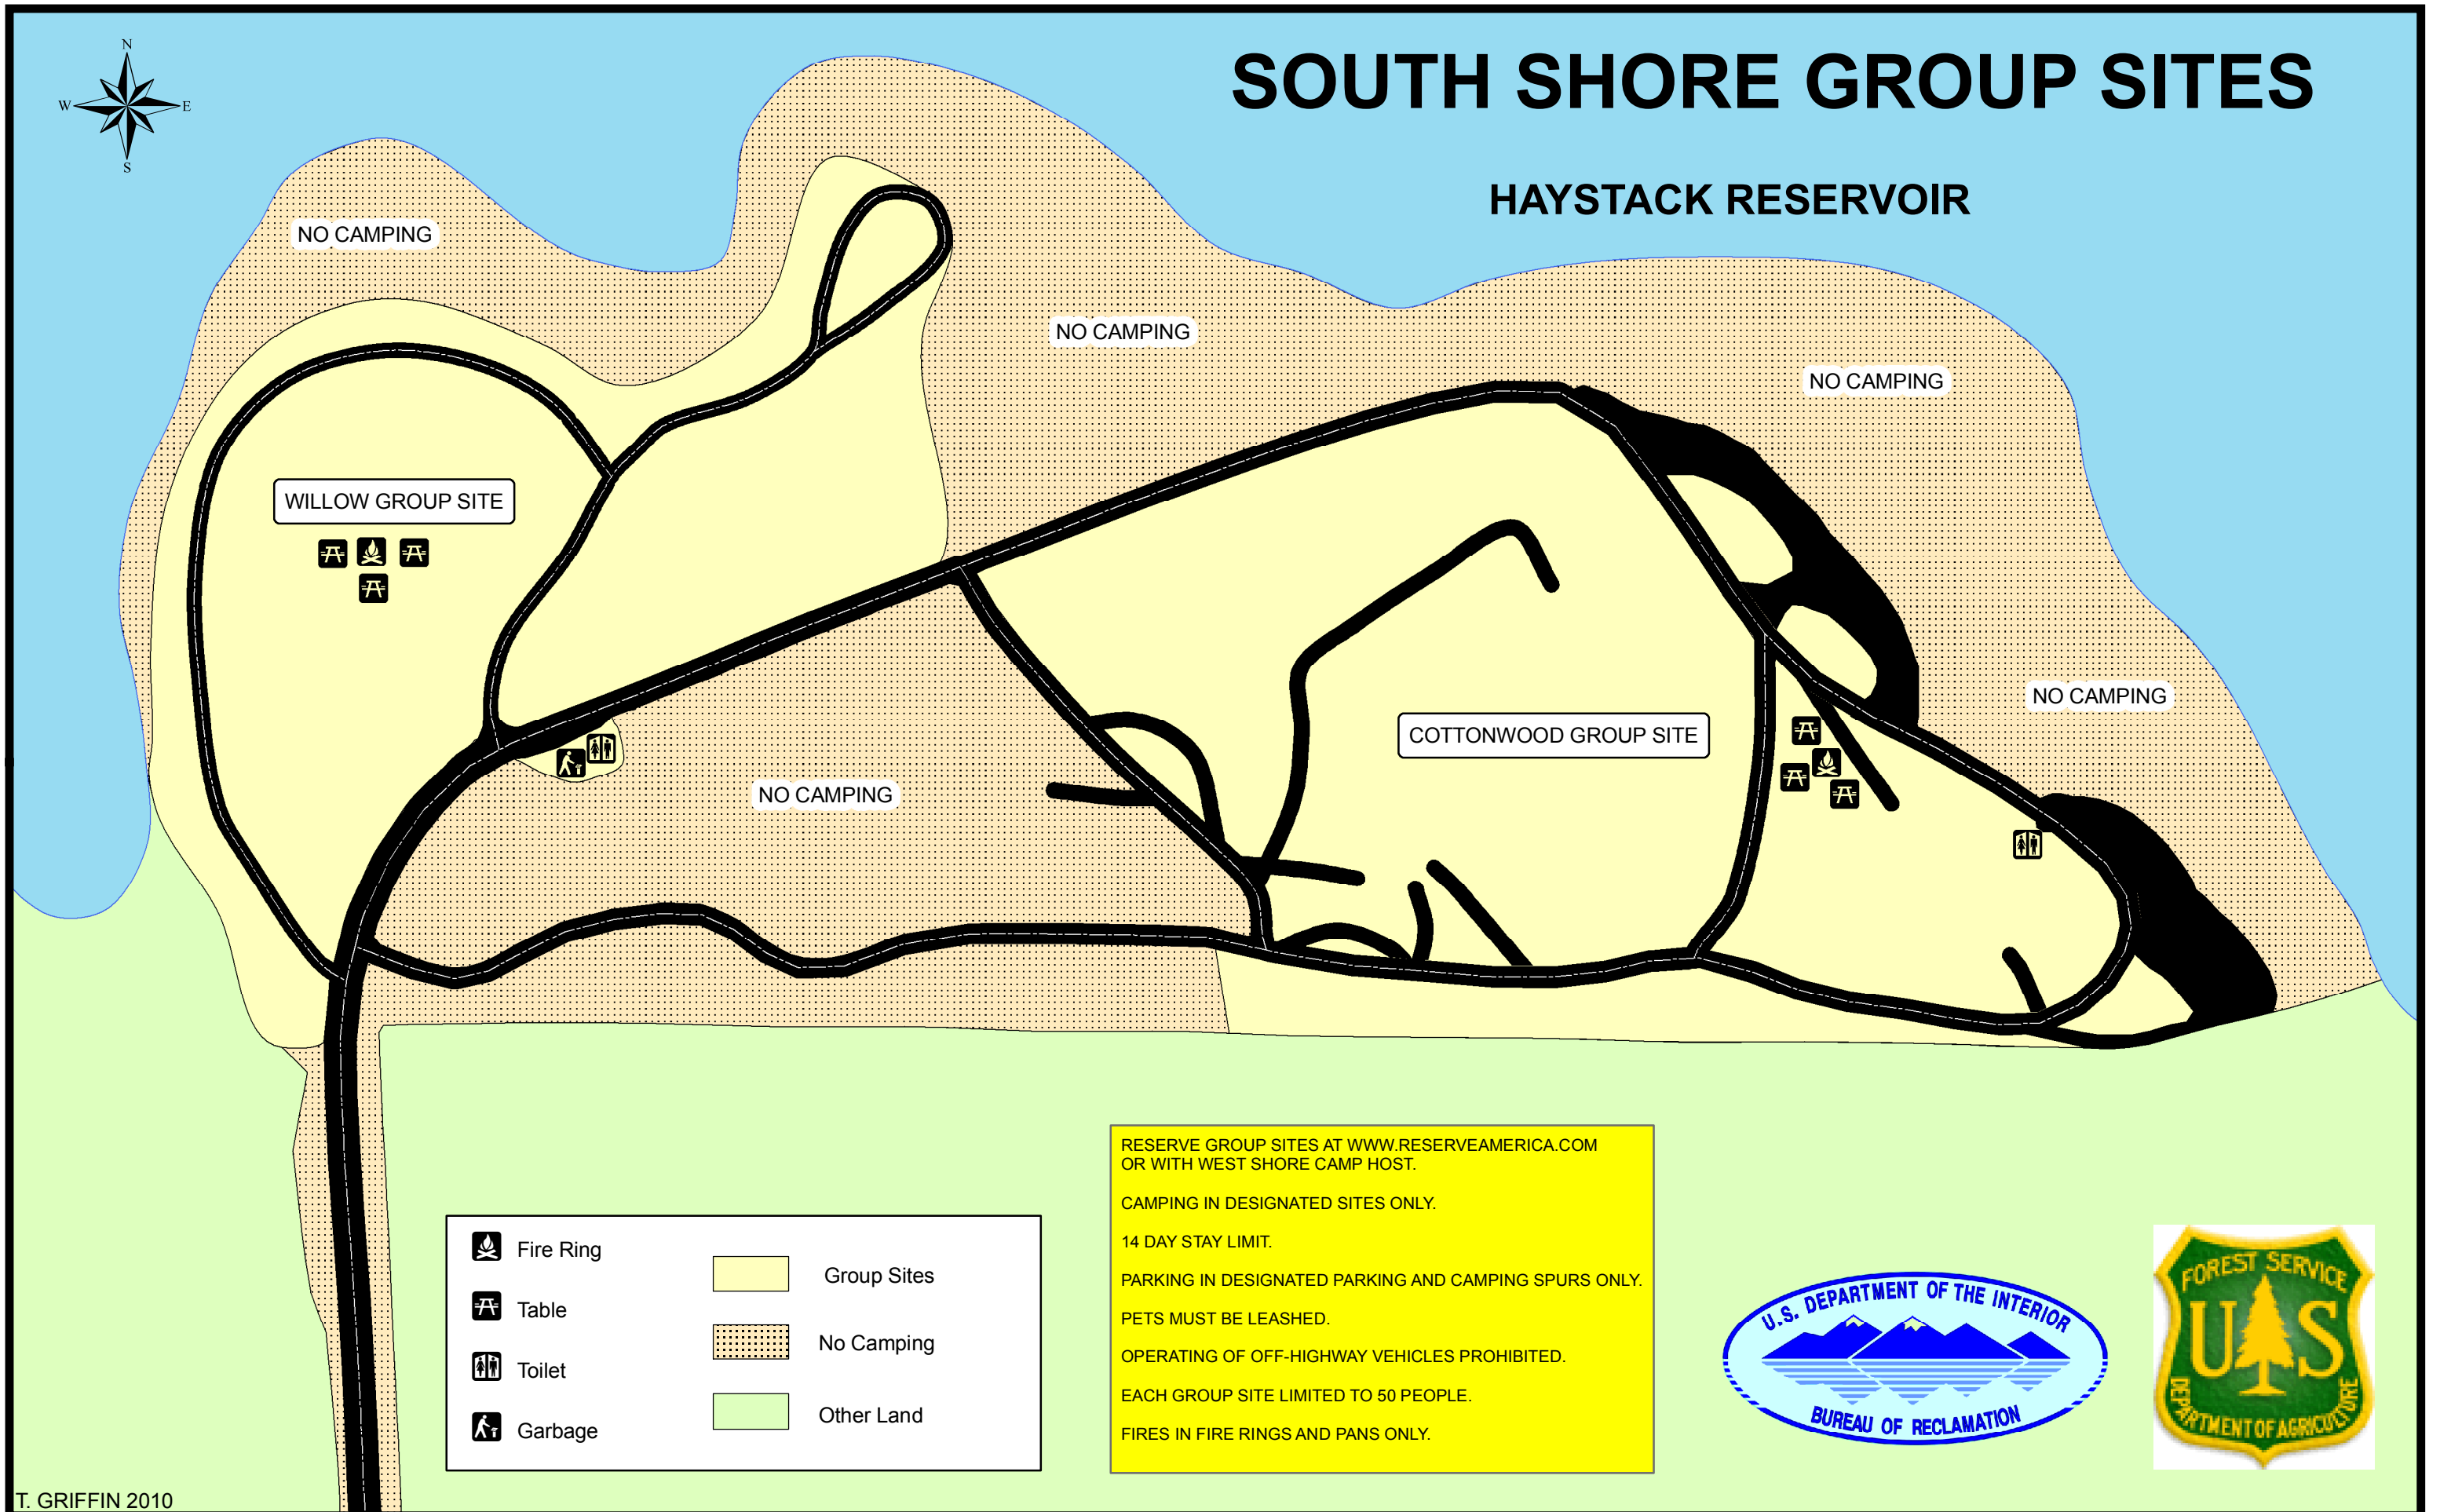 N
W E
S
SOUTH SHORE GROUP SITES
HAYSTACK RESERVOIR
NO CAMPING
NO CAMPING
NO CAMPING
WILLOW GROUP SITE
NO CAMPING
COTTONWOOD GROUP SITE
NO CAMPING
RESERVE GROUP SITES AT WWW.RESERVEAMERICA.COM
OR WITH WEST SHORE CAMP HOST.
CAMPING IN DESIGNATED SITES ONLY.
14 DAY STAY LIMIT.
PARKING IN DESIGNATED PARKING AND CAMPING SPURS ONLY.
PETS MUST BE LEASHED.
OPERATING OF OFF-HIGHWAY VEHICLES PROHIBITED.
EACH GROUP SITE LIMITED TO 50 PEOPLE.
FIRES IN FIRE RINGS AND PANS ONLY.
Fire Ring
Table
Toilet
Garbage
Group Sites
No Camping
Other Land
U.S. DEPARTMENT OF THE INTERIOR
BUREAU OF RECLAMATION
FOREST SERVICE
U S
DEPARTMENT OF AGRICULTURE
T. GRIFFIN 2010